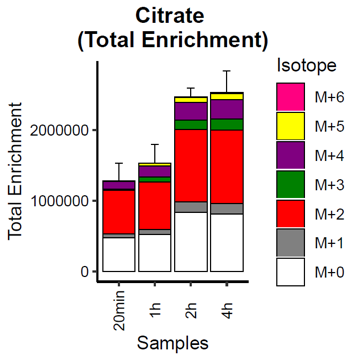 Citrate
(Total Enrichment)
Isotope
M+6
M+5
M+4
M+3
M+2
M+1
M+0
Total Enrichment
2000000
1000000
0
20min
1h
2h
4h
Samples